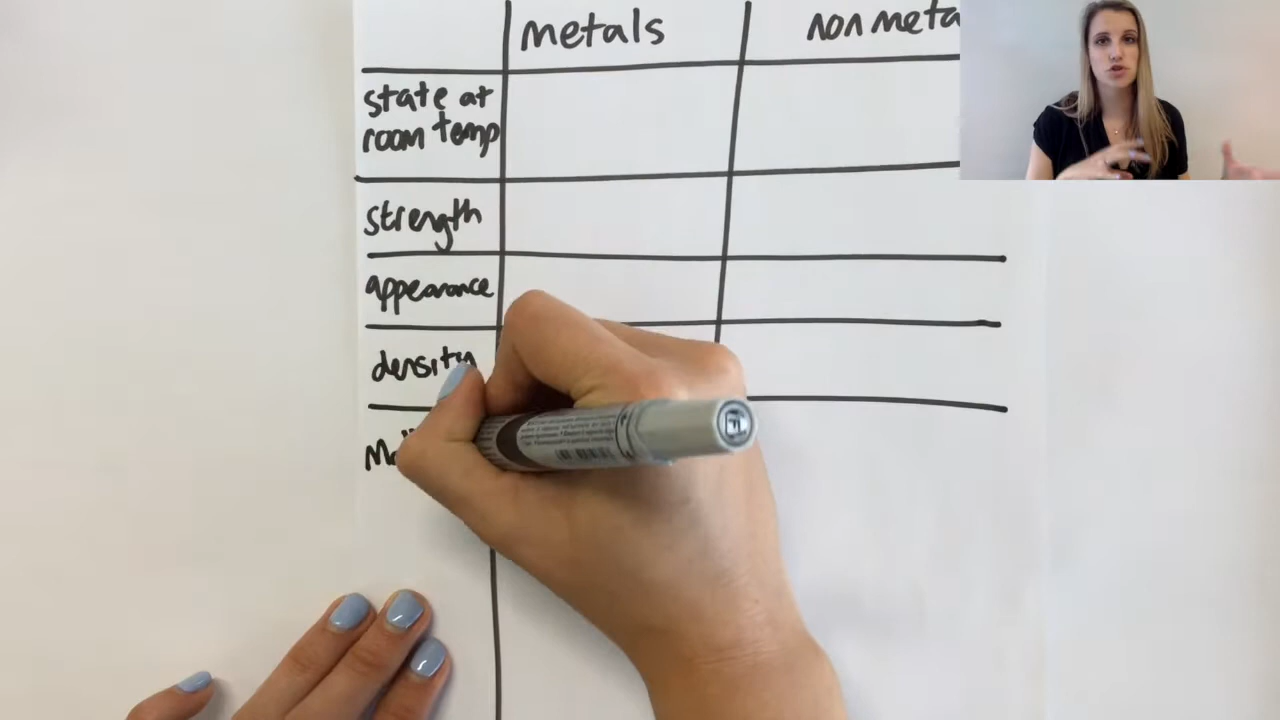 metals
non meta
state at
room temp
strength
appearance
density